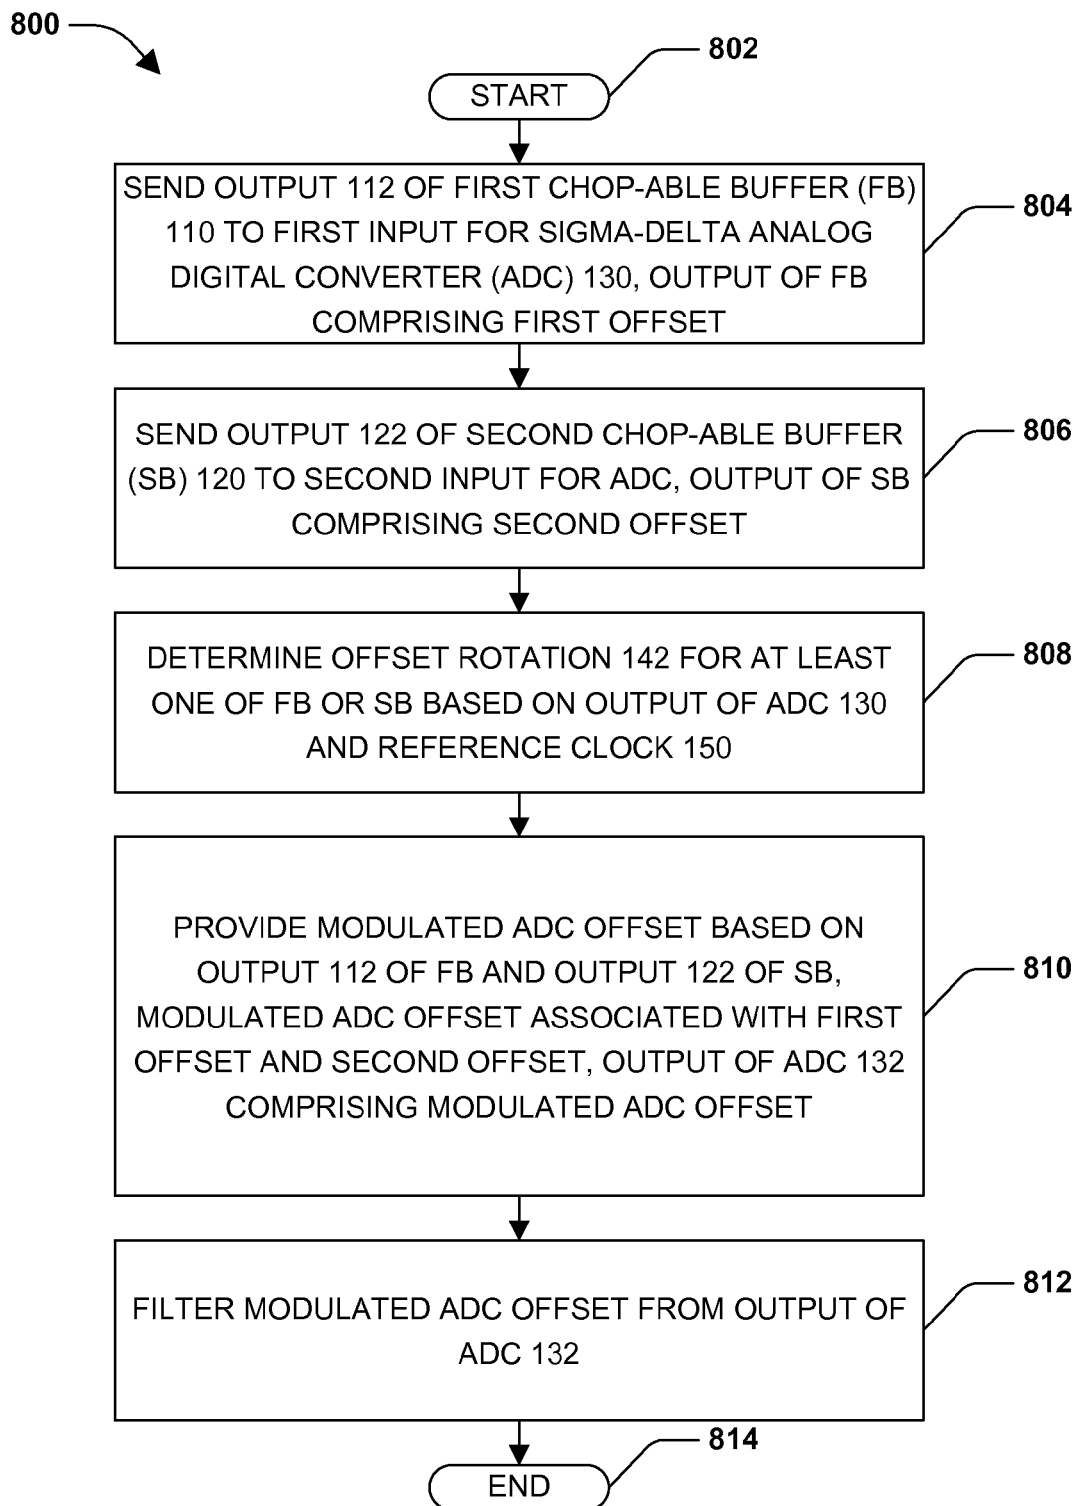 800
802
START
SEND OUTPUT 112 OF FIRST CHOP-ABLE BUFFER (FB)
110 TO FIRST INPUT FOR SIGMA-DELTA ANALOG
DIGITAL CONVERTER (ADC) 130, OUTPUT OF FB
COMPRISING FIRST OFFSET
804
SEND OUTPUT 122 OF SECOND CHOP-ABLE BUFFER
(SB) 120 TO SECOND INPUT FOR ADC, OUTPUT OF SB
COMPRISING SECOND OFFSET
806
DETERMINE OFFSET ROTATION 142 FOR AT LEAST
ONE OF FB OR SB BASED ON OUTPUT OF ADC 130
AND REFERENCE CLOCK 150
808
PROVIDE MODULATED ADC OFFSET BASED ON
OUTPUT 112 OF FB AND OUTPUT 122 OF SB,
MODULATED ADC OFFSET ASSOCIATED WITH FIRST
OFFSET AND SECOND OFFSET, OUTPUT OF ADC 132
COMPRISING MODULATED ADC OFFSET
810
FILTER MODULATED ADC OFFSET FROM OUTPUT OF
ADC 132
812
814
END